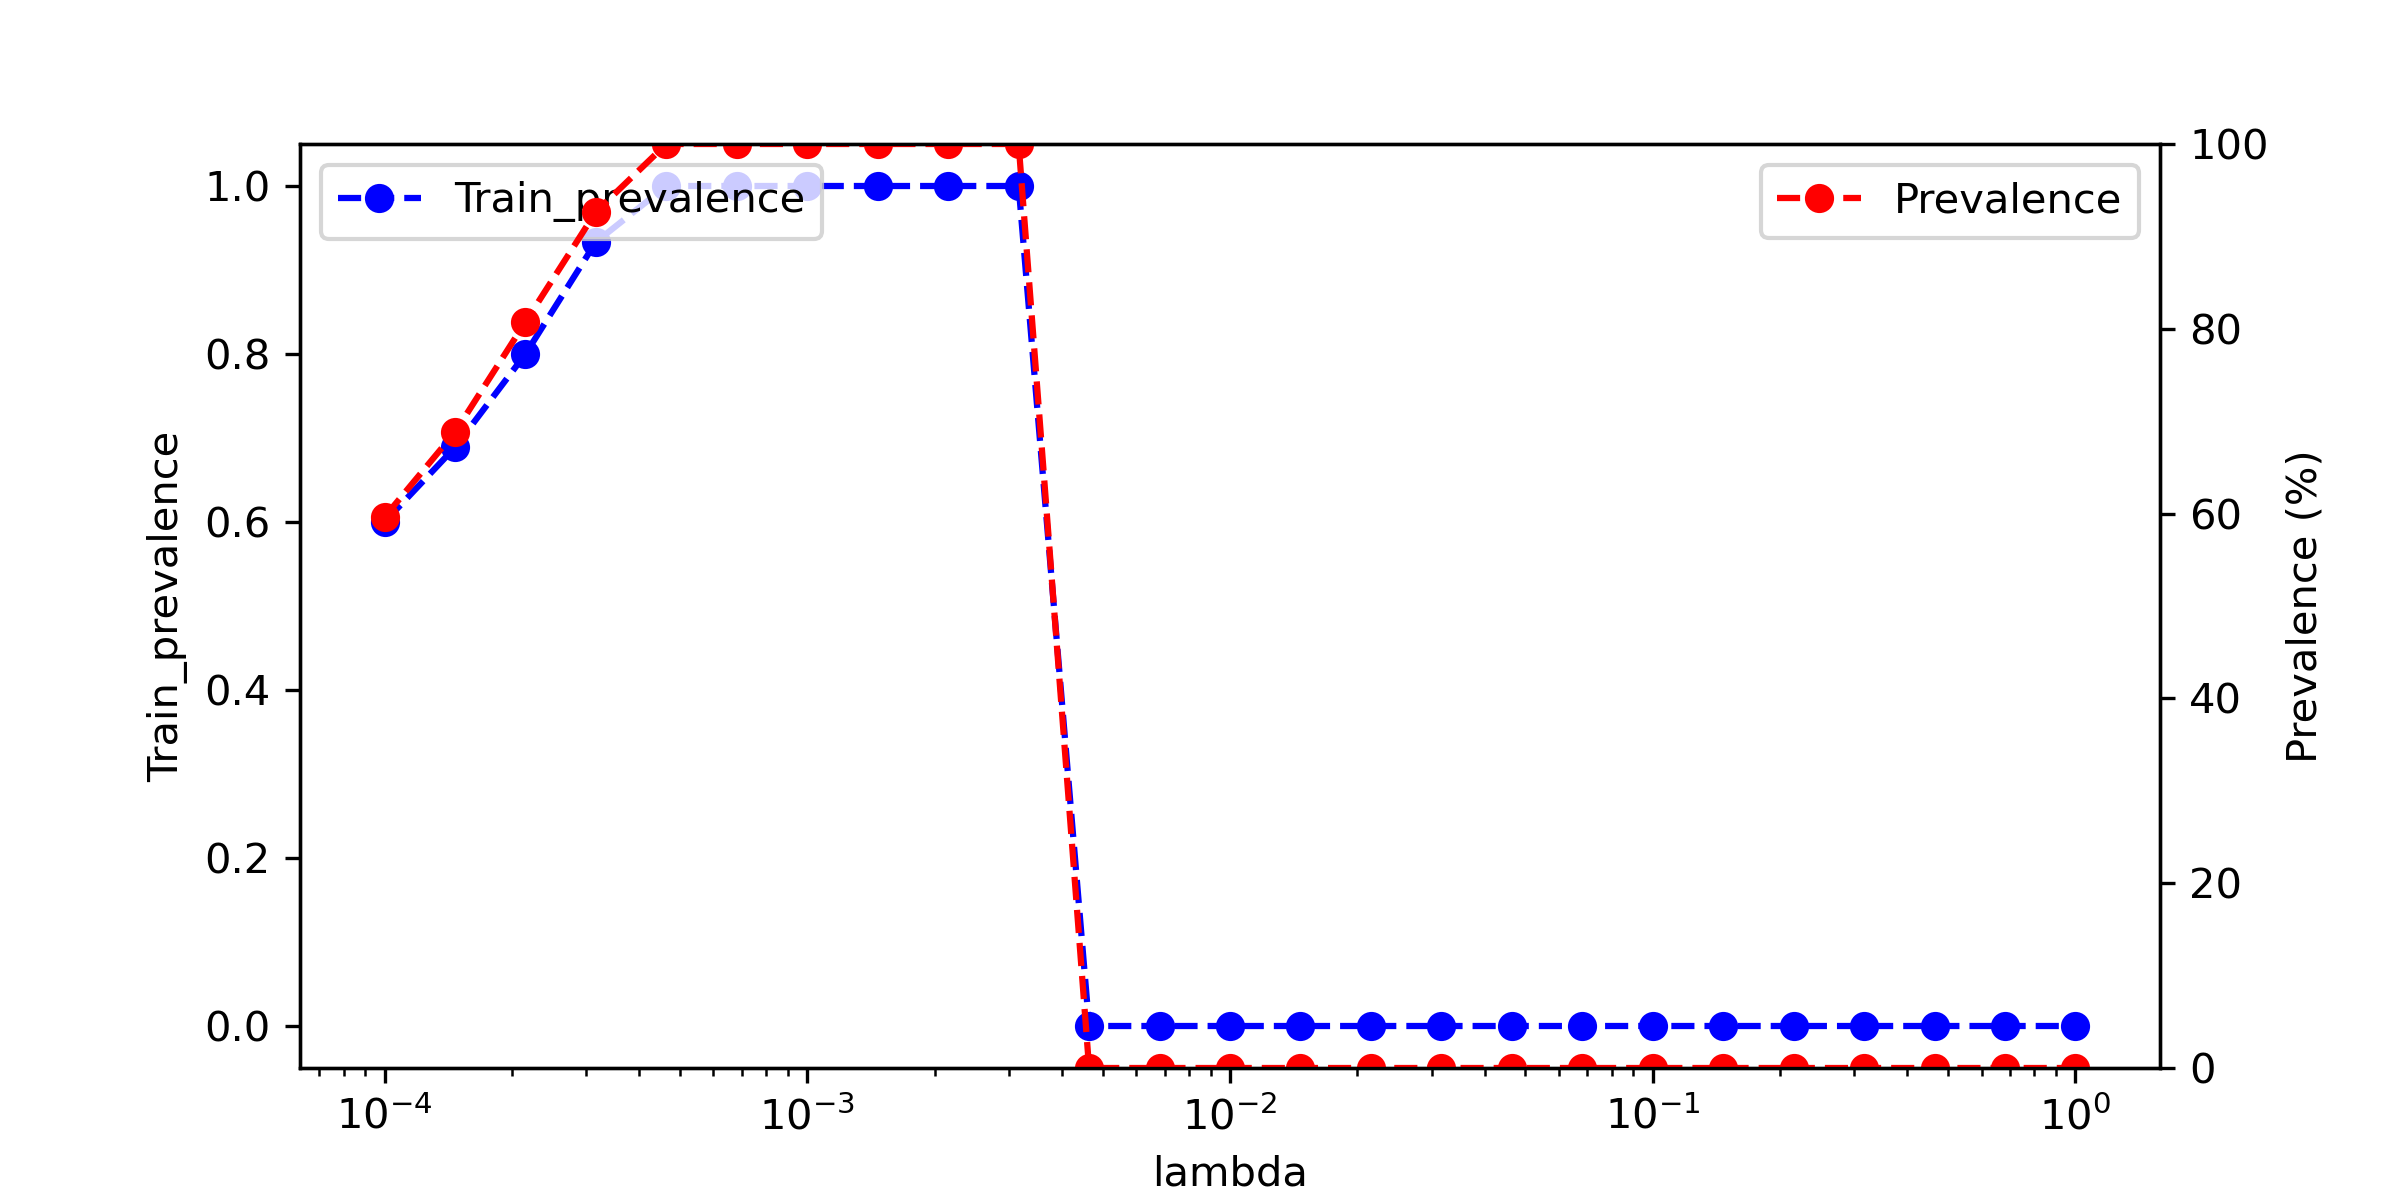 Train_prevalence
Prevalence
1.0
0.8
0.6
0.4
0.2
0.0
Train_prevalence
100
80
60
40
20
0
Prevalence (%)
10⁻⁴ 10⁻³ 10⁻² 10⁻¹ 10⁰
lambda